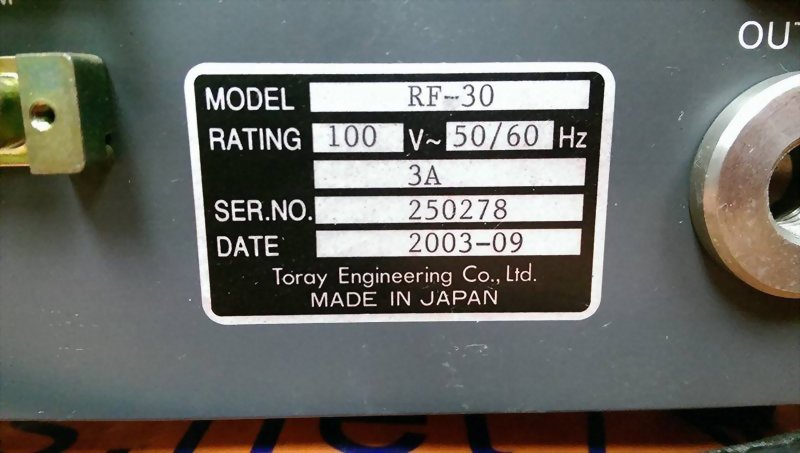 OUT
MODEL RF-30
RATING 100 V~ 50/60 Hz
3A
SER.NO. 250278
DATE 2003-09
Toray Engineering Co., Ltd.
MADE IN JAPAN
s.net